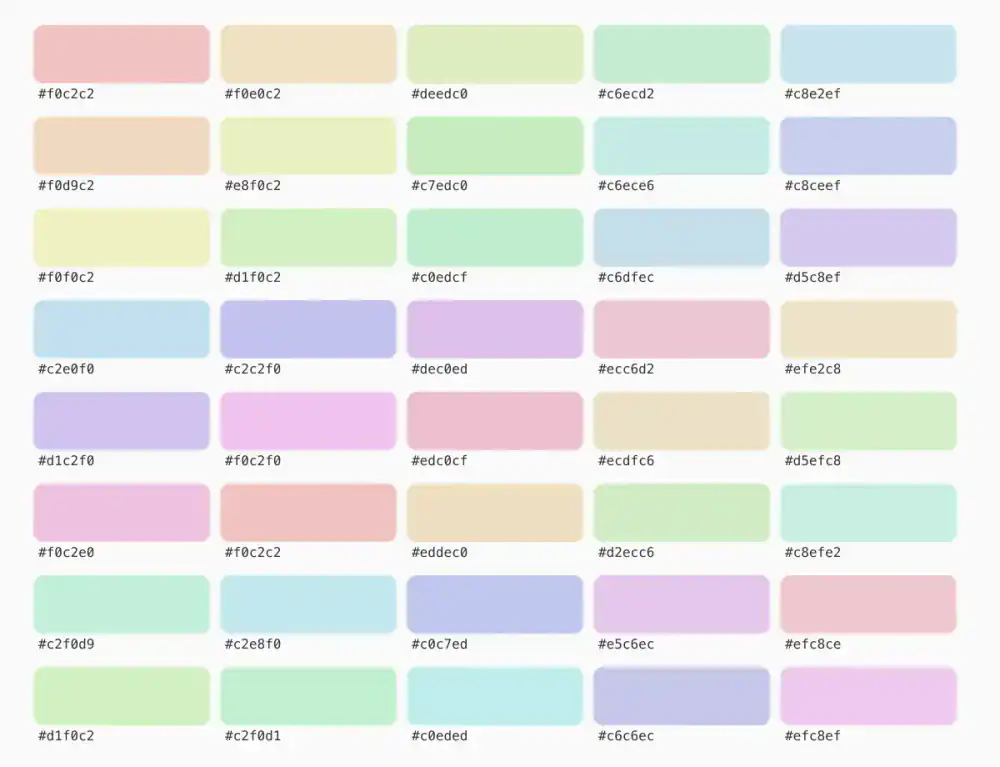 #f0c2c2 #f0e0c2 #deedc0 #c6ecd2 #c8e2ef
#f0d9c2 #e8f0c2 #c7edc0 #c6ece6 #c8ceef
#f0f0c2 #d1f0c2 #c0edcf #c6dfec #d5c8ef
#c2e0f0 #c2c2f0 #dec0ed #ecc6d2 #efe2c8
#d1c2f0 #f0c2f0 #edc0cf #ecdfc6 #d5efc8
#f0c2e0 #f0c2c2 #eddec0 #d2ecc6 #c8efe2
#c2f0d9 #c2e8f0 #c0c7ed #e5c6ec #efc8ce
#d1f0c2 #c2f0d1 #c0eded #c6c6ec #efc8ef